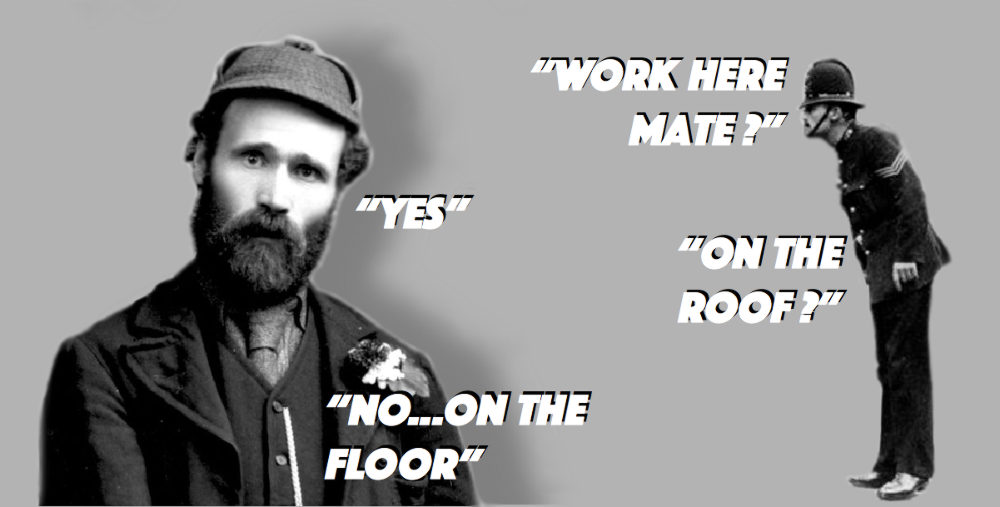 "WORK HERE
MATE ?"
"YES"
"ON THE
ROOF ?"
"NO...ON THE
FLOOR"